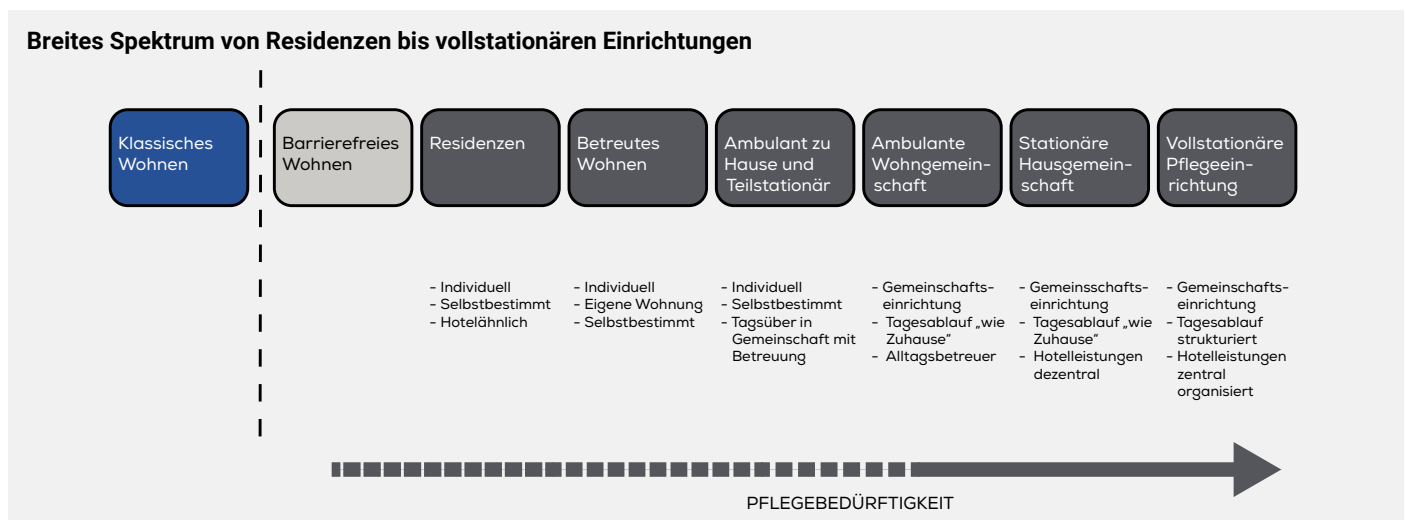 Breites Spektrum von Residenzen bis vollstationären Einrichtungen
Klassisches
Wohnen
Barrierefreies
Wohnen
Residenzen
Betreutes
Wohnen
Ambulant zu
Hause und
Teilstationär
Ambulante
Wohngemein-
schaft
Stationäre
Hausgemein-
schaft
Vollstationäre
Pflegeein-
richtung
- Individuell
- Selbstbestimmt
- Hotelähnlich
- Individuell
- Eigene Wohnung
- Selbstbestimmt
- Individuell
- Selbstbestimmt
- Tagsüber in
Gemeinschaft mit
Betreuung
- Gemeinschafts-
einrichtung
- Tagesablauf „wie
Zuhause“
- Alltagsbetreuer
- Gemeinsschafts-
einrichtung
- Tagesablauf „wie
Zuhause“
- Hotelleistungen
dezentral
- Gemeinschafts-
einrichtung
- Tagesablauf
strukturiert
- Hotelleistungen
zentral
organisiert
PFLEGEBEDÜRFTIGKEIT